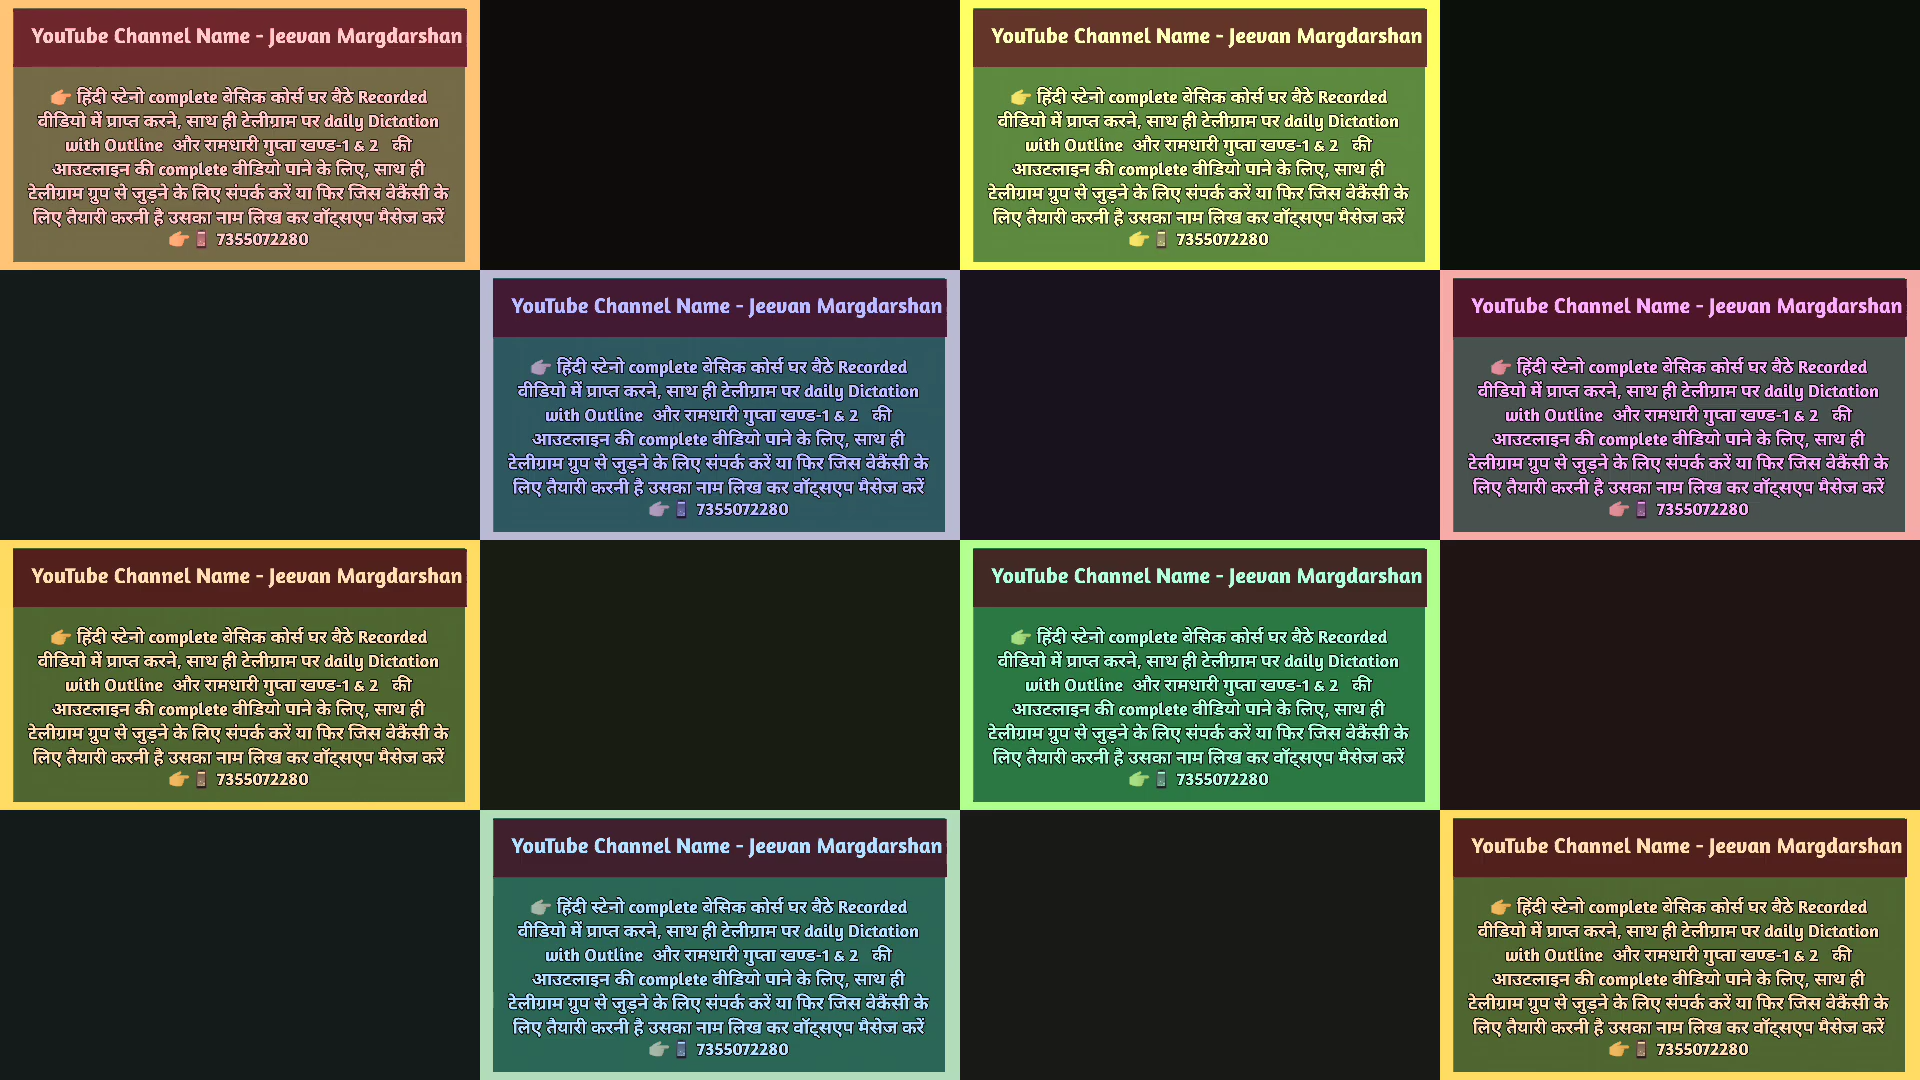 YouTube Channel Name - Jeevan Margdarshan
👉 हिंदी स्टेनो complete बेसिक कोर्स घर बैठे Recorded
वीडियो में प्राप्त करने, साथ ही टेलीग्राम पर daily Dictation
with Outline और रामधारी गुप्ता खण्ड-1 & 2 की
आउटलाइन की complete वीडियो पाने के लिए, साथ ही
टेलीग्राम ग्रुप से जुड़ने के लिए संपर्क करें या फिर जिस वेकैंसी के
लिए तैयारी करनी है उसका नाम लिख कर वॉट्सएप मैसेज करें
👉📱 7355072280
YouTube Channel Name - Jeevan Margdarshan
👉 हिंदी स्टेनो complete बेसिक कोर्स घर बैठे Recorded
वीडियो में प्राप्त करने, साथ ही टेलीग्राम पर daily Dictation
with Outline और रामधारी गुप्ता खण्ड-1 & 2 की
आउटलाइन की complete वीडियो पाने के लिए, साथ ही
टेलीग्राम ग्रुप से जुड़ने के लिए संपर्क करें या फिर जिस वेकैंसी के
लिए तैयारी करनी है उसका नाम लिख कर वॉट्सएप मैसेज करें
👉📱 7355072280
YouTube Channel Name - Jeevan Margdarshan
👉 हिंदी स्टेनो complete बेसिक कोर्स घर बैठे Recorded
वीडियो में प्राप्त करने, साथ ही टेलीग्राम पर daily Dictation
with Outline और रामधारी गुप्ता खण्ड-1 & 2 की
आउटलाइन की complete वीडियो पाने के लिए, साथ ही
टेलीग्राम ग्रुप से जुड़ने के लिए संपर्क करें या फिर जिस वेकैंसी के
लिए तैयारी करनी है उसका नाम लिख कर वॉट्सएप मैसेज करें
👉📱 7355072280
YouTube Channel Name - Jeevan Margdarshan
👉 हिंदी स्टेनो complete बेसिक कोर्स घर बैठे Recorded
वीडियो में प्राप्त करने, साथ ही टेलीग्राम पर daily Dictation
with Outline और रामधारी गुप्ता खण्ड-1 & 2 की
आउटलाइन की complete वीडियो पाने के लिए, साथ ही
टेलीग्राम ग्रुप से जुड़ने के लिए संपर्क करें या फिर जिस वेकैंसी के
लिए तैयारी करनी है उसका नाम लिख कर वॉट्सएप मैसेज करें
👉📱 7355072280
YouTube Channel Name - Jeevan Margdarshan
👉 हिंदी स्टेनो complete बेसिक कोर्स घर बैठे Recorded
वीडियो में प्राप्त करने, साथ ही टेलीग्राम पर daily Dictation
with Outline और रामधारी गुप्ता खण्ड-1 & 2 की
आउटलाइन की complete वीडियो पाने के लिए, साथ ही
टेलीग्राम ग्रुप से जुड़ने के लिए संपर्क करें या फिर जिस वेकैंसी के
लिए तैयारी करनी है उसका नाम लिख कर वॉट्सएप मैसेज करें
👉📱 7355072280
YouTube Channel Name - Jeevan Margdarshan
👉 हिंदी स्टेनो complete बेसिक कोर्स घर बैठे Recorded
वीडियो में प्राप्त करने, साथ ही टेलीग्राम पर daily Dictation
with Outline और रामधारी गुप्ता खण्ड-1 & 2 की
आउटलाइन की complete वीडियो पाने के लिए, साथ ही
टेलीग्राम ग्रुप से जुड़ने के लिए संपर्क करें या फिर जिस वेकैंसी के
लिए तैयारी करनी है उसका नाम लिख कर वॉट्सएप मैसेज करें
👉📱 7355072280
YouTube Channel Name - Jeevan Margdarshan
👉 हिंदी स्टेनो complete बेसिक कोर्स घर बैठे Recorded
वीडियो में प्राप्त करने, साथ ही टेलीग्राम पर daily Dictation
with Outline और रामधारी गुप्ता खण्ड-1 & 2 की
आउटलाइन की complete वीडियो पाने के लिए, साथ ही
टेलीग्राम ग्रुप से जुड़ने के लिए संपर्क करें या फिर जिस वेकैंसी के
लिए तैयारी करनी है उसका नाम लिख कर वॉट्सएप मैसेज करें
👉📱 7355072280
YouTube Channel Name - Jeevan Margdarshan
👉 हिंदी स्टेनो complete बेसिक कोर्स घर बैठे Recorded
वीडियो में प्राप्त करने, साथ ही टेलीग्राम पर daily Dictation
with Outline और रामधारी गुप्ता खण्ड-1 & 2 की
आउटलाइन की complete वीडियो पाने के लिए, साथ ही
टेलीग्राम ग्रुप से जुड़ने के लिए संपर्क करें या फिर जिस वेकैंसी के
लिए तैयारी करनी है उसका नाम लिख कर वॉट्सएप मैसेज करें
👉📱 7355072280